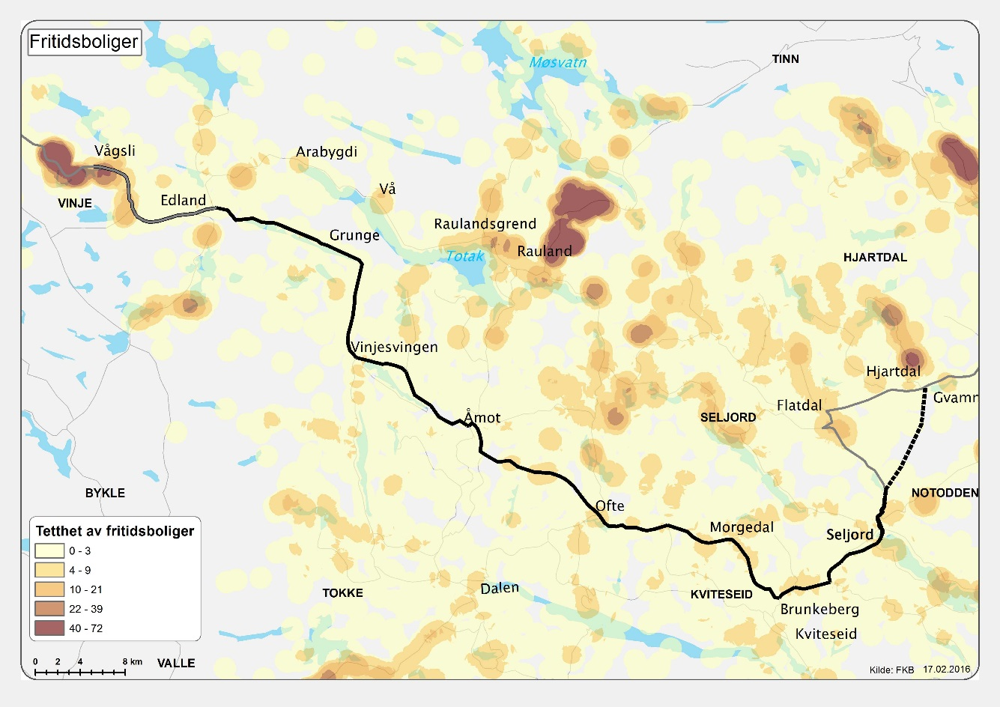 Fritidsboliger
Møsvatn
TINN
Vågsli
Arabygdi
Vå
VINJE
Edland
Raulandsgrend
Grunge
Totak
Rauland
HJARTDAL
Vinjesvingen
Hjartdal
Gvamn
Flatdal
Åmot
SELJORD
BYKLE
NOTODDEN
Ofte
Morgedal
Seljord
Tetthet av fritidsboliger
0 - 3
4 - 9
10 - 21
22 - 39
40 - 72
Dalen
TOKKE
KVITESEID
Brunkeberg
Kviteseid
0 2 4 8 km
VALLE
Kilde: FKB 17.02.2016